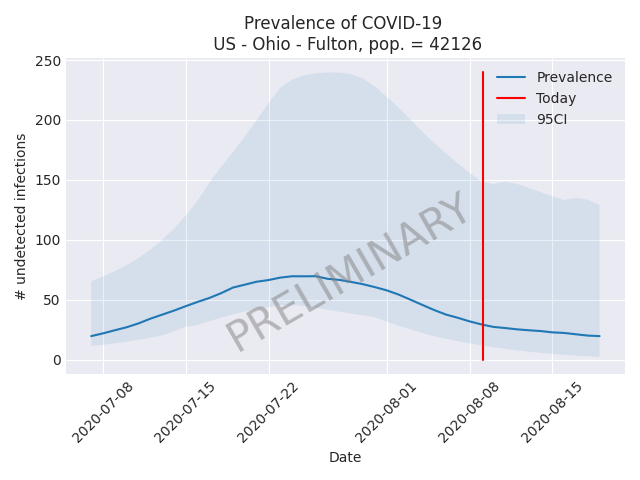 Prevalence of COVID-19
US - Ohio - Fulton, pop. = 42126
# undetected infections
250
200
150
100
50
0
Prevalence
Today
95CI
PRELIMINARY
2020-07-08
2020-07-15
2020-07-22
2020-08-01
2020-08-08
2020-08-15
Date